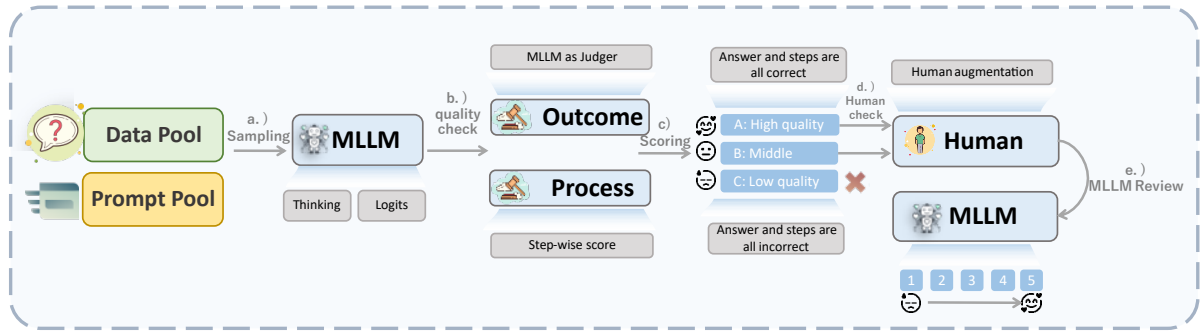 Data Pool
Prompt Pool
a.)
Sampling
MLLM
Thinking
Logits
b.)
quality
check
MLLM as Judger
Outcome
Process
Step-wise score
c)
Scoring
Answer and steps are
all correct
A: High quality
B: Middle
C: Low quality
Answer and steps are
all incorrect
d.)
Human
check
Human augmentation
Human
e.)
MLLM Review
MLLM
1 2 3 4 5